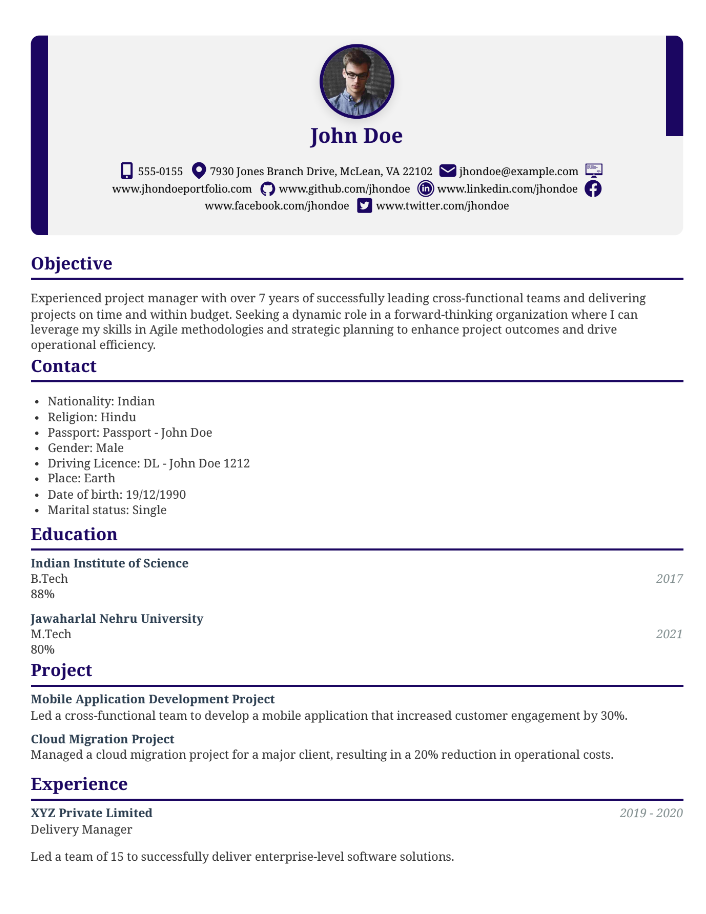 John Doe
555-0155 7930 Jones Branch Drive, McLean, VA 22102 jhondoe@example.com
www.jhondoeportfolio.com www.github.com/jhondoe www.linkedin.com/jhondoe
www.facebook.com/jhondoe www.twitter.com/jhondoe
Objective
Experienced project manager with over 7 years of successfully leading cross-functional teams and delivering
projects on time and within budget. Seeking a dynamic role in a forward-thinking organization where I can
leverage my skills in Agile methodologies and strategic planning to enhance project outcomes and drive
operational efficiency.
Contact
• Nationality: Indian
• Religion: Hindu
• Passport: Passport - John Doe
• Gender: Male
• Driving Licence: DL - John Doe 1212
• Place: Earth
• Date of birth: 19/12/1990
• Marital status: Single
Education
Indian Institute of Science
B.Tech 2017
88%
Jawaharlal Nehru University
M.Tech 2021
80%
Project
Mobile Application Development Project
Led a cross-functional team to develop a mobile application that increased customer engagement by 30%.
Cloud Migration Project
Managed a cloud migration project for a major client, resulting in a 20% reduction in operational costs.
Experience
XYZ Private Limited 2019 - 2020
Delivery Manager
Led a team of 15 to successfully deliver enterprise-level software solutions.